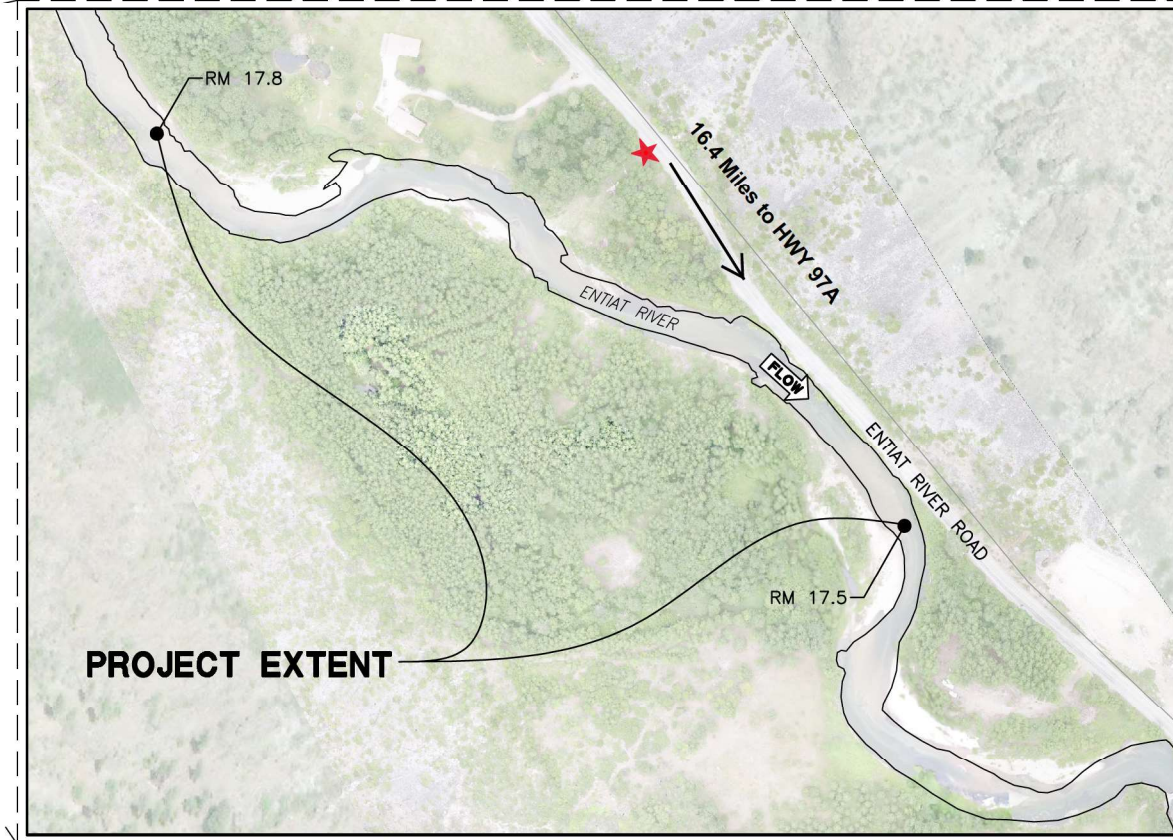 RM 17.8
16.4 Miles to HWY 97A
ENTIAT RIVER
FLOW
ENTIAT RIVER ROAD
RM 17.5
PROJECT EXTENT